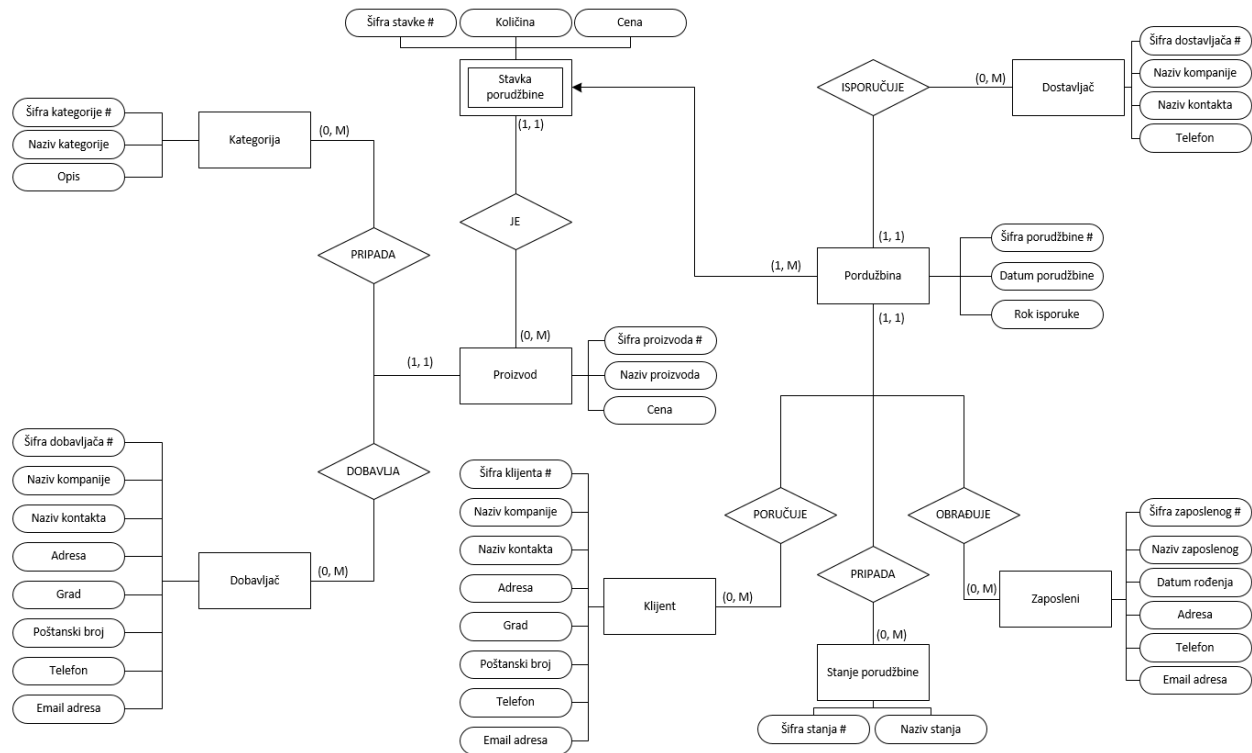 Šifra stavke #
Količina
Cena
Stavka
porudžbine
(1, 1)
Šifra kategorije #
Naziv kategorije
Opis
Kategorija
(0, M)
ISPORUČUJE
(0, M)
Dostavljač
Šifra dostavljača #
Naziv kompanije
Naziv kontakta
Telefon
PRIPADA
JE
(1, M)
(1, 1)
Pordužbina
(1, 1)
Šifra porudžbine #
Datum porudžbine
Rok isporuke
(0, M)
(1, 1)
Proizvod
Šifra proizvoda #
Naziv proizvoda
Cena
DOBAVLJA
Šifra dobavljača #
Naziv kompanije
Naziv kontakta
Adresa
Grad
Poštanski broj
Telefon
Email adresa
Dobavljač
(0, M)
Šifra klijenta #
Naziv kompanije
Naziv kontakta
Adresa
Grad
Poštanski broj
Telefon
Email adresa
Klijent
(0, M)
PORUČUJE
PRIPADA
(0, M)
Stanje porudžbine
Šifra stanja #
Naziv stanja
OBRAĐUJE
(0, M)
Zaposleni
Šifra zaposlenog #
Naziv zaposlenog
Datum rođenja
Adresa
Telefon
Email adresa